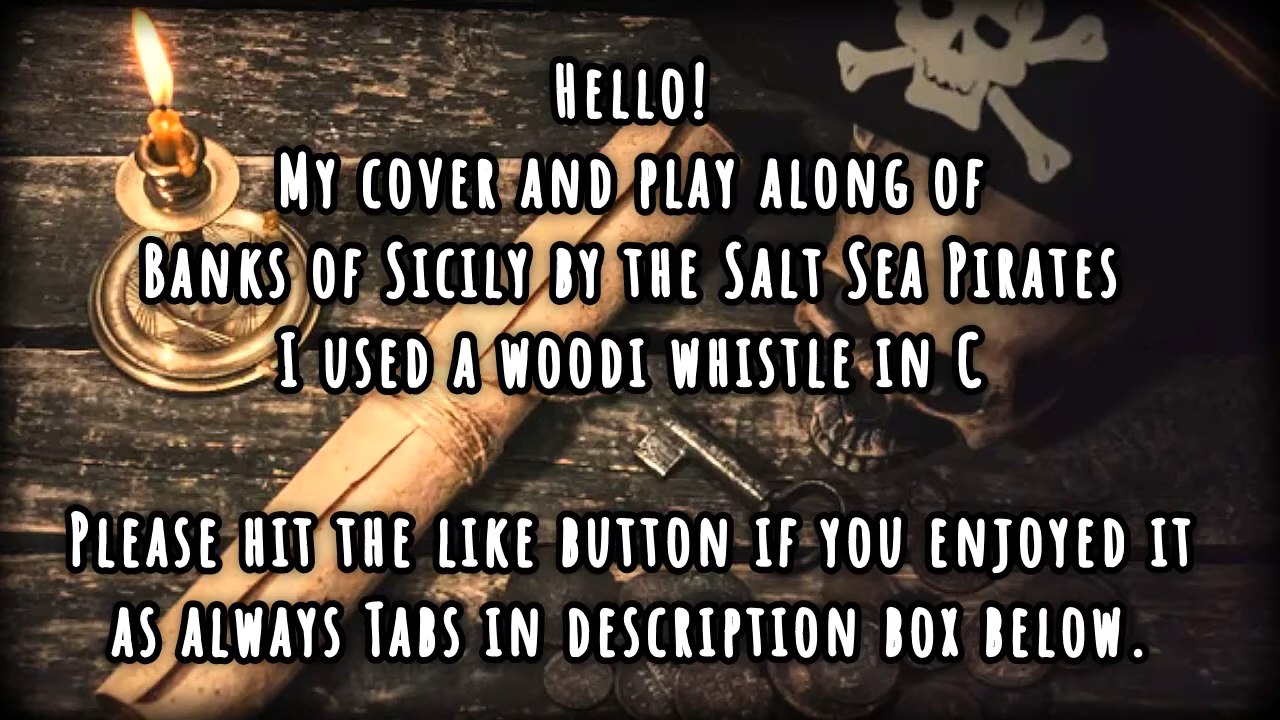 Hello!
My cover and play along of
Banks of Sicily by the Salt Sea Pirates
I used a woodi whistle in C
Please hit the like button if you enjoyed it
as always Tabs in description box below.